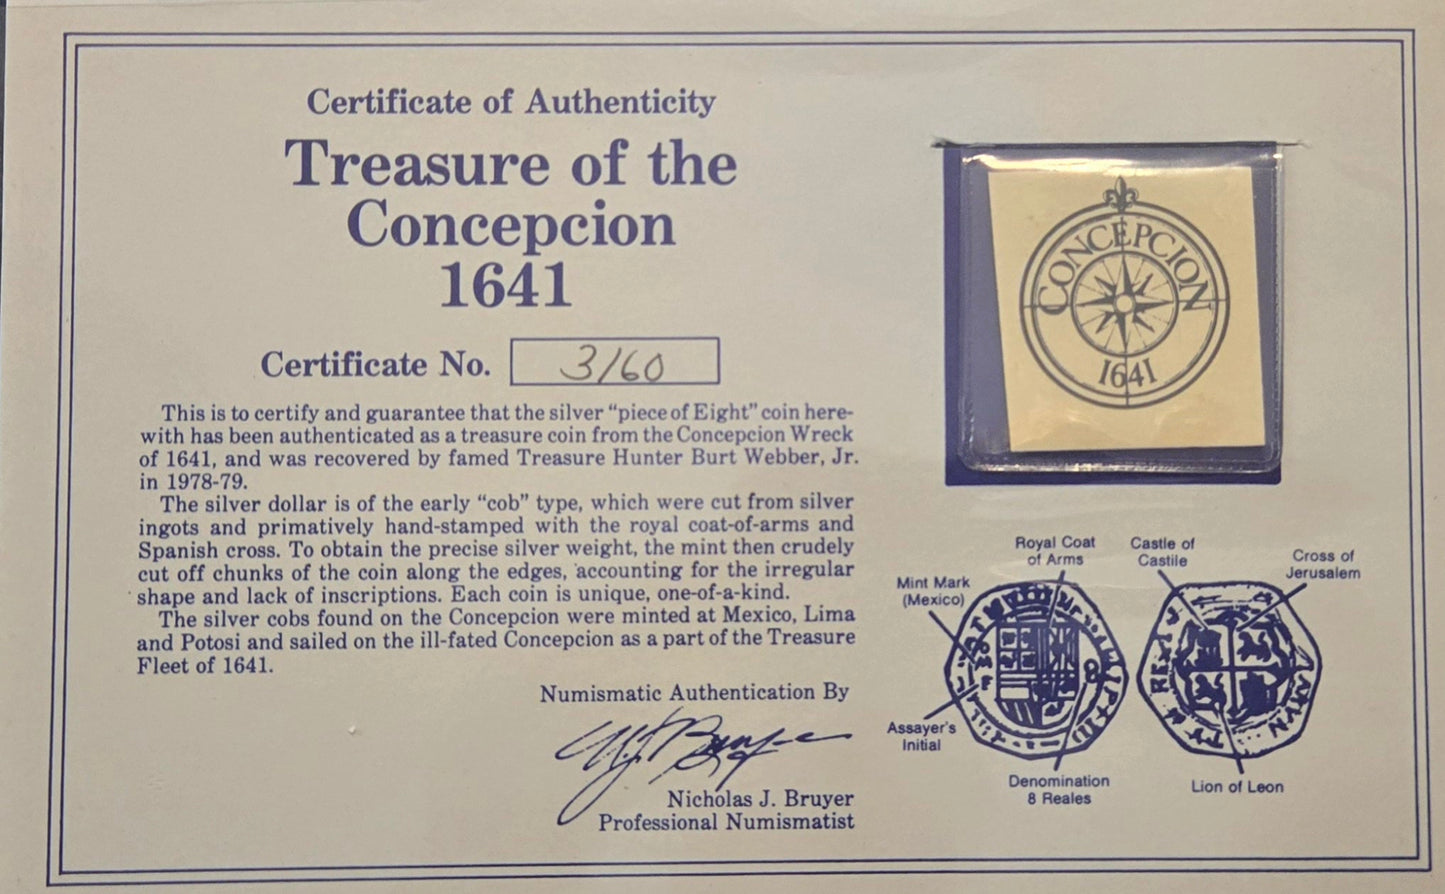 Certificate of Authenticity
Treasure of the
Concepcion
1641
Certificate No. 3160
This is to certify and guarantee that the silver “piece of Eight” coin here-
with has been authenticated as a treasure coin from the Concepcion Wreck
of 1641, and was recovered by famed Treasure Hunter Burt Webber, Jr.
in 1978-79.
The silver dollar is of the early “cob” type, which were cut from silver
ingots and primatively hand-stamped with the royal coat-of-arms and
Spanish cross. To obtain the precise silver weight, the mint then crudely
cut off chunks of the coin along the edges, accounting for the irregular
shape and lack of inscriptions. Each coin is unique, one-of-a-kind.
The silver cobs found on the Concepcion were minted at Mexico, Lima
and Potosi and sailed on the ill-fated Concepcion as a part of the Treasure
Fleet of 1641.
Numismatic Authentication By
N.J. Bruyer
Nicholas J. Bruyer
Professional Numismatist
CONCEPCION
1641
Royal Coat
of Arms
Mint Mark
(Mexico)
Assayer's
Initial
Denomination
8 Reales
Castle of
Castile
Cross of
Jerusalem
Lion of Leon